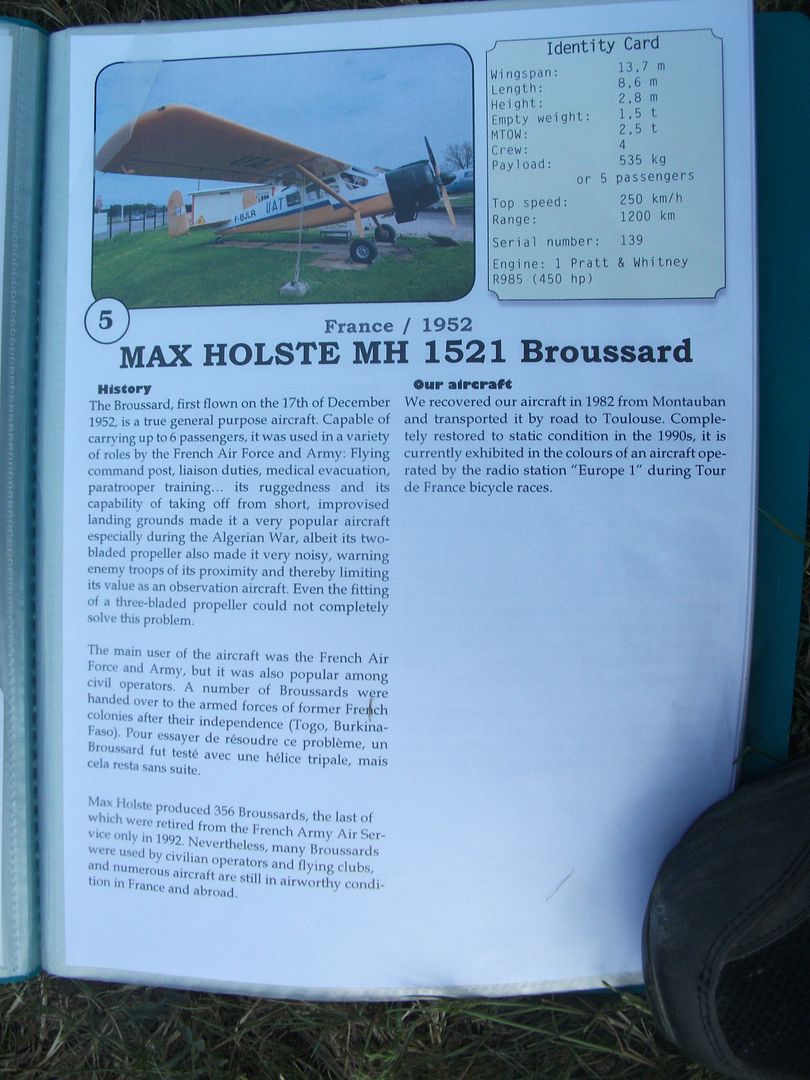 UAT
F-BJLR
Identity Card
Wingspan: 13,7 m
Length: 8,6 m
Height: 2,8 m
Empty weight: 1,5 t
MTOW: 2,5 t
Crew: 4
Payload: 535 kg
or 5 passengers
Top speed: 250 km/h
Range: 1200 km
Serial number: 139
Engine: 1 Pratt & Whitney
R985 (450 hp)
5
France / 1952
MAX HOLSTE MH 1521 Broussard
History
The Broussard, first flown on the 17th of December
1952, is a true general purpose aircraft. Capable of
carrying up to 6 passengers, it was used in a variety
of roles by the French Air Force and Army: Flying
command post, liaison duties, medical evacuation,
paratrooper training... its ruggedness and its
capability of taking off from short, improvised
landing grounds made it a very popular aircraft
especially during the Algerian War, albeit its two-
bladed propeller also made it very noisy, warning
enemy troops of its proximity and thereby limiting
its value as an observation aircraft. Even the fitting
of a three-bladed propeller could not completely
solve this problem.
The main user of the aircraft was the French Air
Force and Army, but it was also popular among
civil operators. A number of Broussards were
handed over to the armed forces of former French
colonies after their independence (Togo, Burkina-
Faso). Pour essayer de résoudre ce problème, un
Broussard fut testé avec une hélice tripale, mais
cela resta sans suite.
Max Holste produced 356 Broussards, the last of
which were retired from the French Army Air Ser-
vice only in 1992. Nevertheless, many Broussards
were used by civilian operators and flying clubs,
and numerous aircraft are still in airworthy condi-
tion in France and abroad.
Our aircraft
We recovered our aircraft in 1982 from Montauban
and transported it by road to Toulouse. Comple-
tely restored to static condition in the 1990s, it is
currently exhibited in the colours of an aircraft ope-
rated by the radio station "Europe 1" during Tour
de France bicycle races.